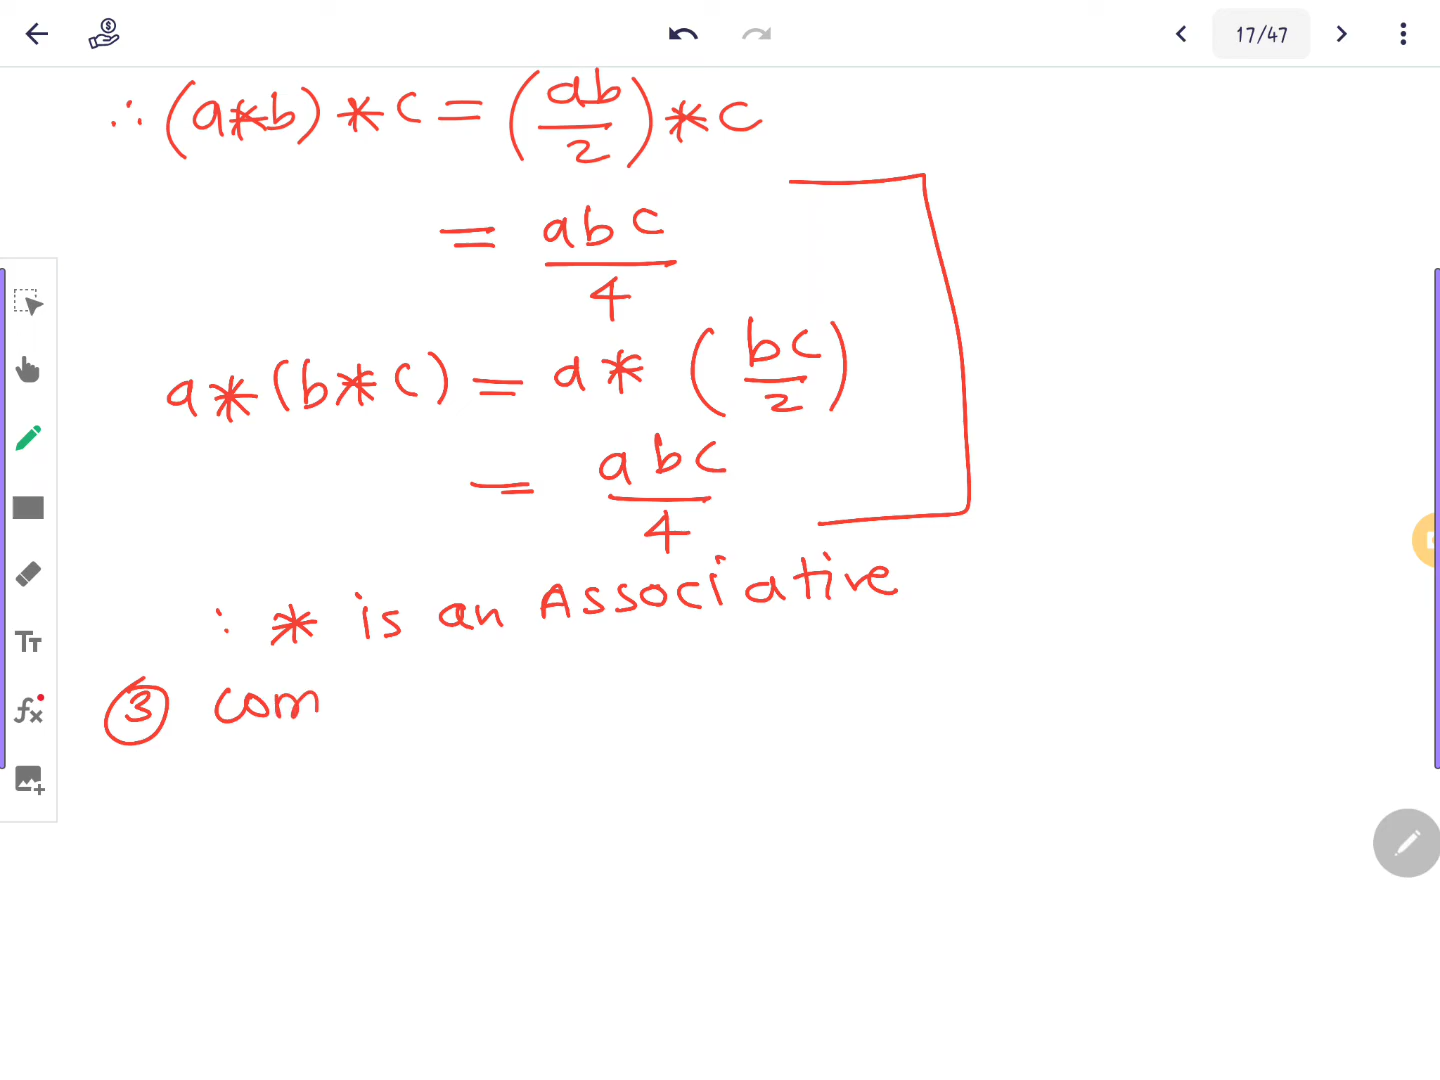 17/47
∴ (a*b) * c = (ab/2) * c
= abc/4
a*(b*c) = a* (bc/2)
= abc/4
: * is an Associative
③ com